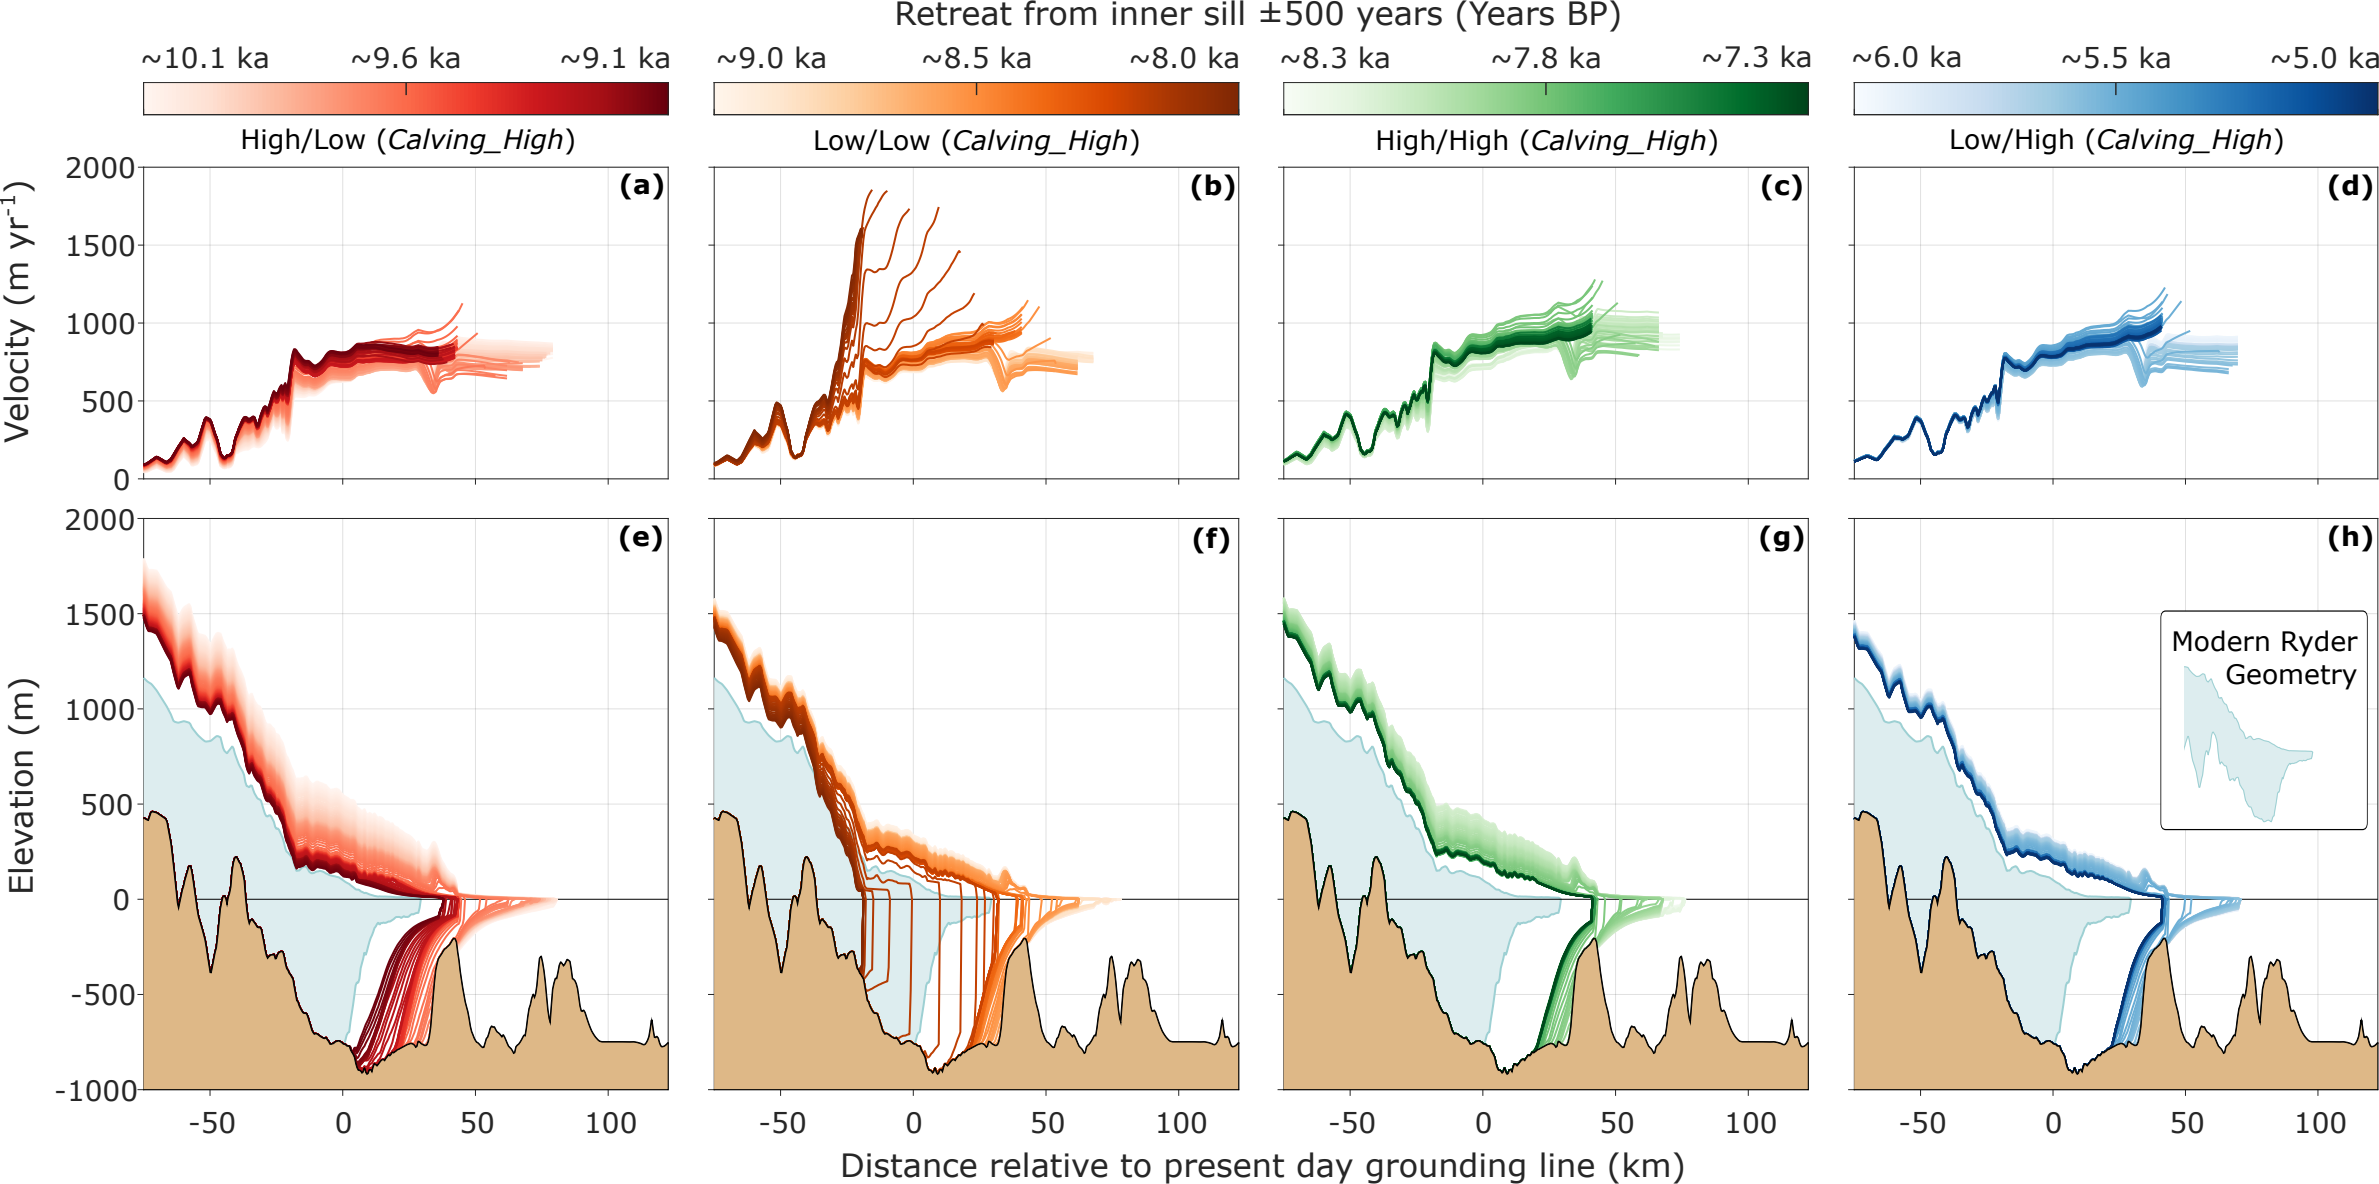 Retreat from inner sill ±500 years (Years BP)
~10.1 ka ~9.6 ka ~9.1 ka ~9.0 ka ~8.5 ka ~8.0 ka ~8.3 ka ~7.8 ka ~7.3 ka ~6.0 ka ~5.5 ka ~5.0 ka
High/Low (Calving_High) Low/Low (Calving_High) High/High (Calving_High) Low/High (Calving_High)
Velocity (m yr-1)
2000
1500
1000
500
0
(a) (b) (c) (d)
Elevation (m)
2000
1500
1000
500
0
-500
-1000
(e) (f) (g) (h)
Modern Ryder
Geometry
-50 0 50 100 -50 0 50 100 -50 0 50 100 -50 0 50 100
Distance relative to present day grounding line (km)